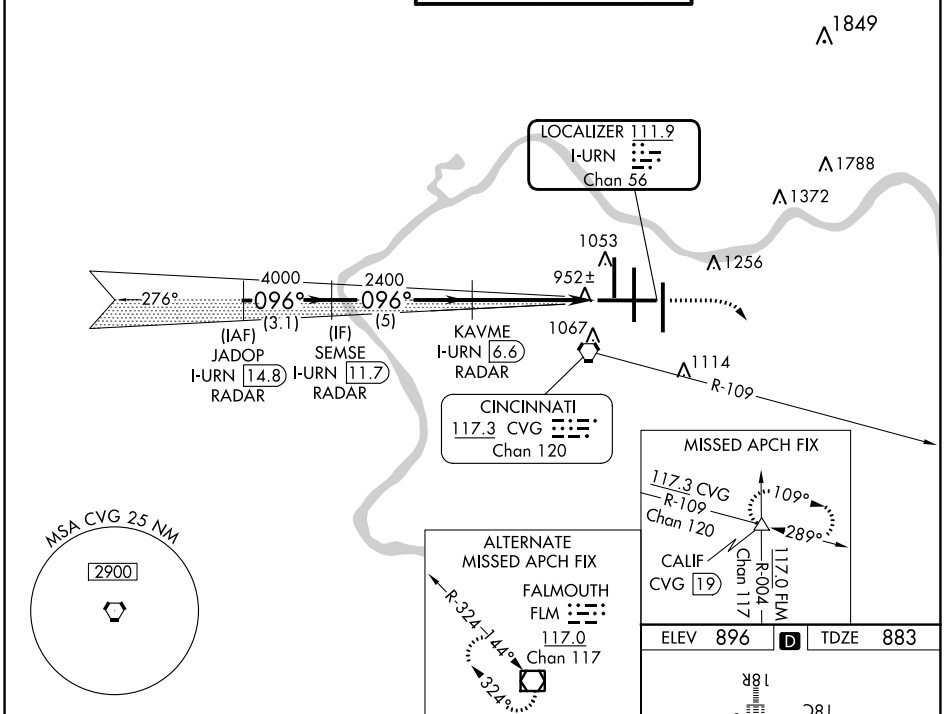 1849
LOCALIZER 111.9
I-URN
Chan 56
1788
1372
1053
1256
952±
4000
2400
276°
096°
096°
(3.1)
(5)
(IAF)
JADOP
I-URN 14.8
RADAR
(IF)
SEMSE
I-URN 11.7
RADAR
KAVME
I-URN 6.6
RADAR
1067
1114
R-109
CINCINNATI
117.3 CVG
Chan 120
MISSED APCH FIX
117.3 CVG
R-109
Chan 120
109°
289°
CALIF
CVG 19
117.0 FLM
R-004
Chan 117
MSA CVG 25 NM
2900
ALTERNATE
MISSED APCH FIX
FALMOUTH
FLM
117.0
Chan 117
R-324
144°
324°
ELEV 896 D TDZE 883
18R
18C